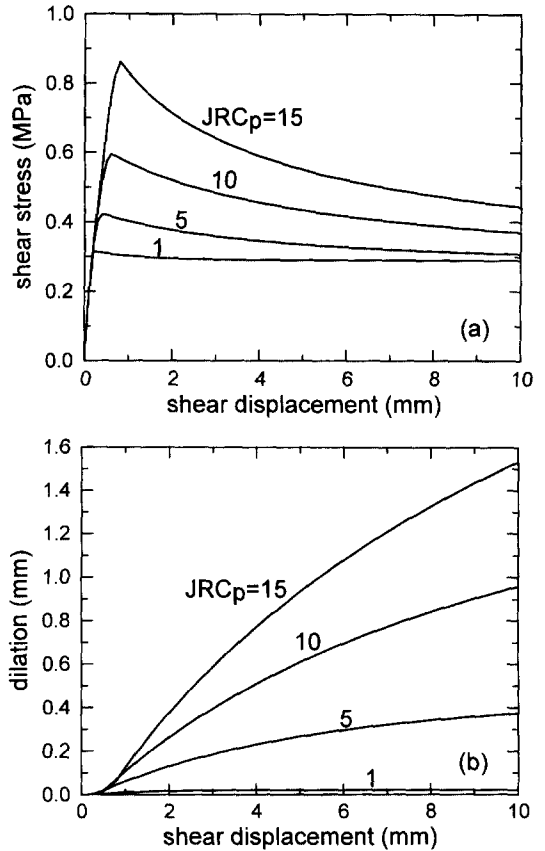 1.0
0.8
0.6
0.4
0.2
0.0
shear stress (MPa)
JRCp=15
10
5
1
(a)
0 2 4 6 8 10
shear displacement (mm)
1.6
1.4
1.2
1.0
0.8
0.6
0.4
0.2
0.0
dilation (mm)
JRCp=15
10
5
1
(b)
0 2 4 6 8 10
shear displacement (mm)